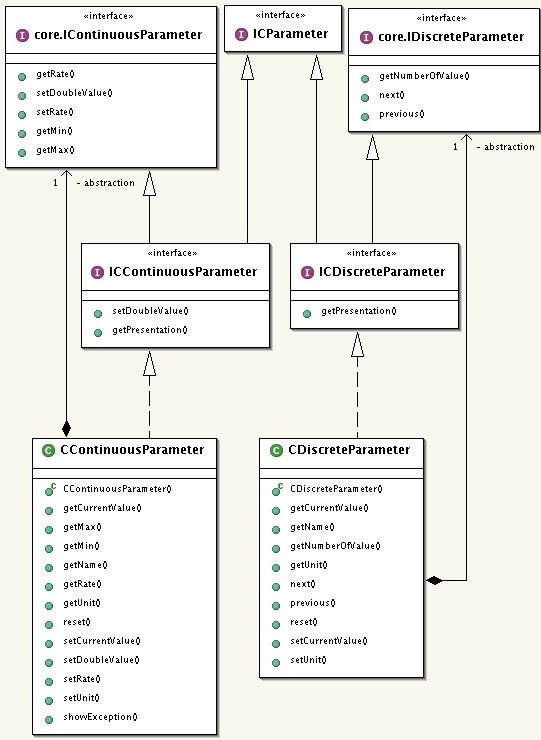 «interface»
I core.IContinuousParameter
getRate()
setDoubleValue()
setRate()
getMin()
getMax()
«interface»
I ICParameter
«interface»
I core.IDiscreteParameter
getNumberOfValue()
next()
previous()
1 - abstraction
1 - abstraction
«interface»
I ICContinuousParameter
setDoubleValue()
getPresentation()
«interface»
I ICDiscreteParameter
getPresentation()
C CContinuousParameter
C CContinuousParameter()
getCurrentValue()
getMax()
getMin()
getName()
getRate()
getUnit()
reset()
setCurrentValue()
setDoubleValue()
setRate()
setUnit()
showException()
C CDiscreteParameter
C CDiscreteParameter()
getCurrentValue()
getName()
getNumberOfValue()
getUnit()
next()
previous()
reset()
setCurrentValue()
setUnit()